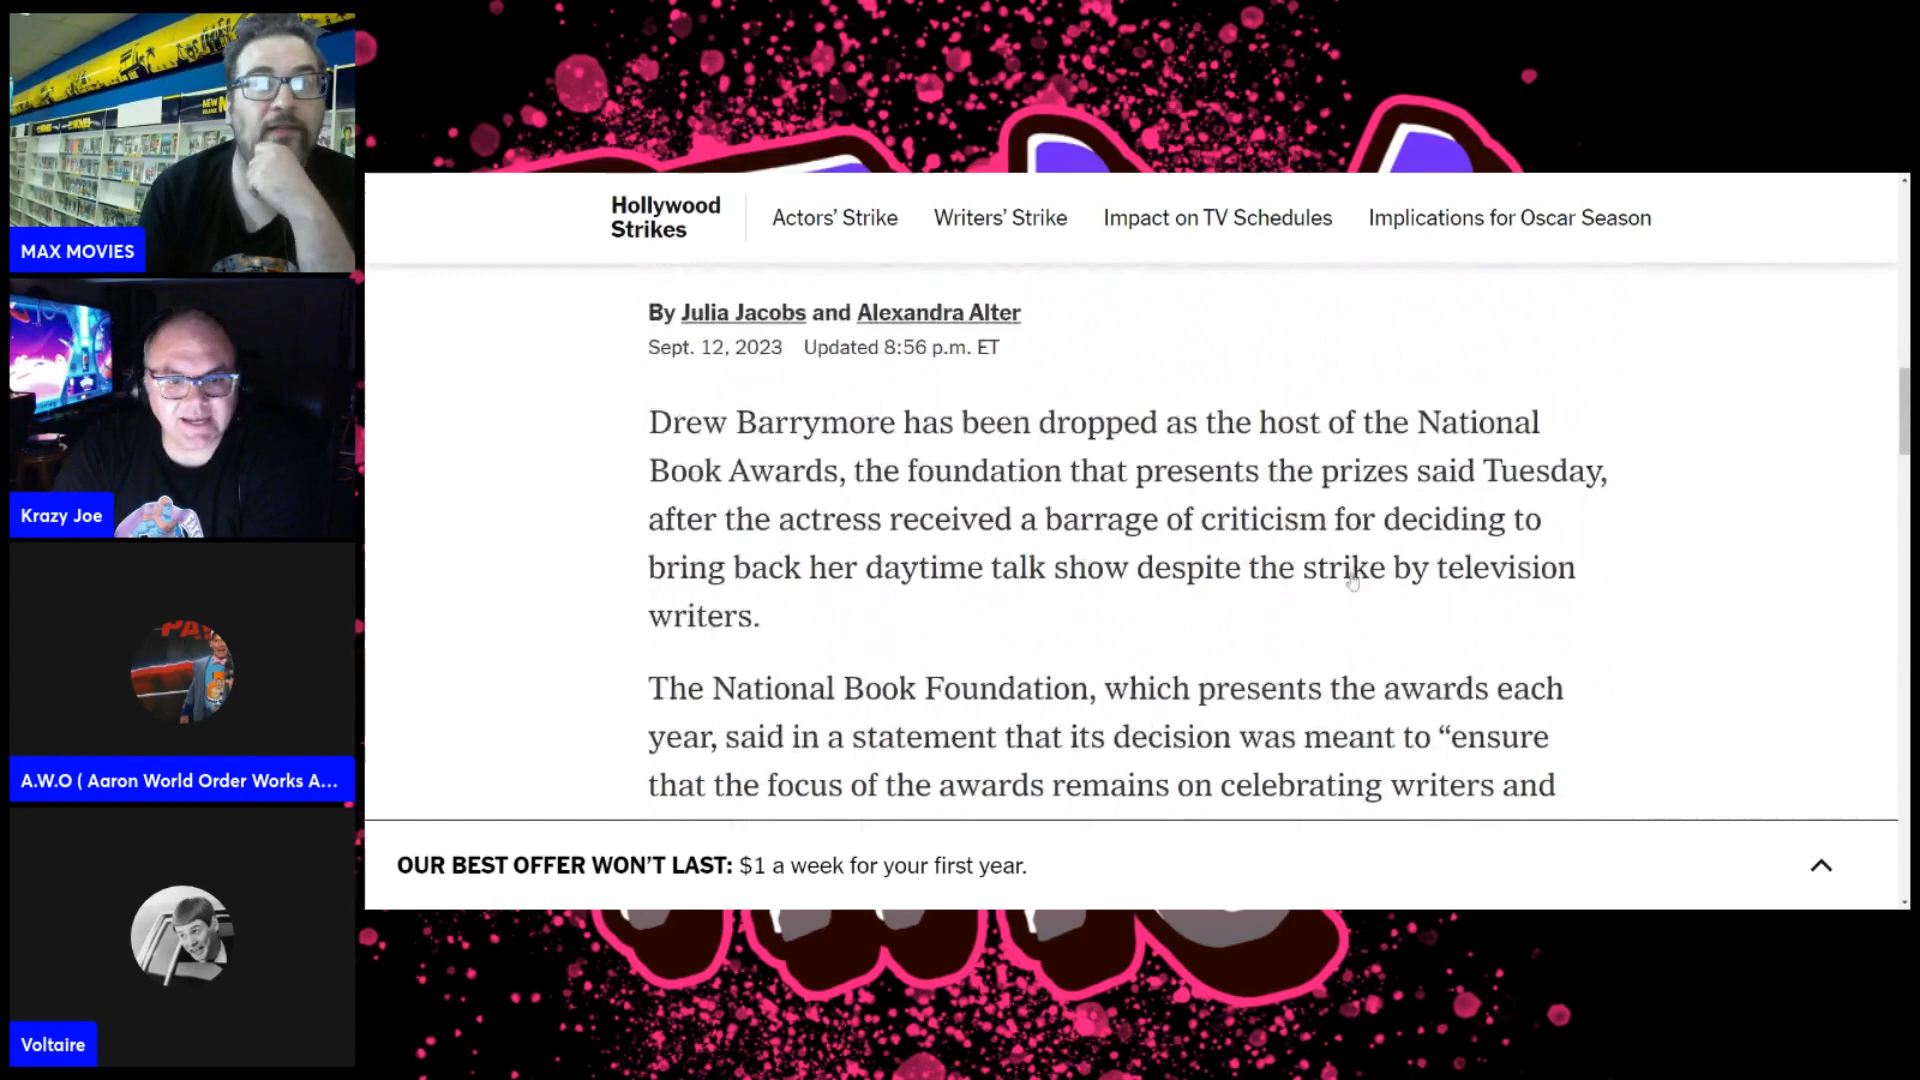 MAX MOVIES
Krazy Joe
A.W.O ( Aaron World Order Works A...
Voltaire
Hollywood
Strikes
Actors’ Strike
Writers’ Strike
Impact on TV Schedules
Implications for Oscar Season
By Julia Jacobs and Alexandra Alter
Sept. 12, 2023 Updated 8:56 p.m. ET
Drew Barrymore has been dropped as the host of the National
Book Awards, the foundation that presents the prizes said Tuesday,
after the actress received a barrage of criticism for deciding to
bring back her daytime talk show despite the strike by television
writers.
The National Book Foundation, which presents the awards each
year, said in a statement that its decision was meant to “ensure
that the focus of the awards remains on celebrating writers and
OUR BEST OFFER WON’T LAST: $1 a week for your first year.